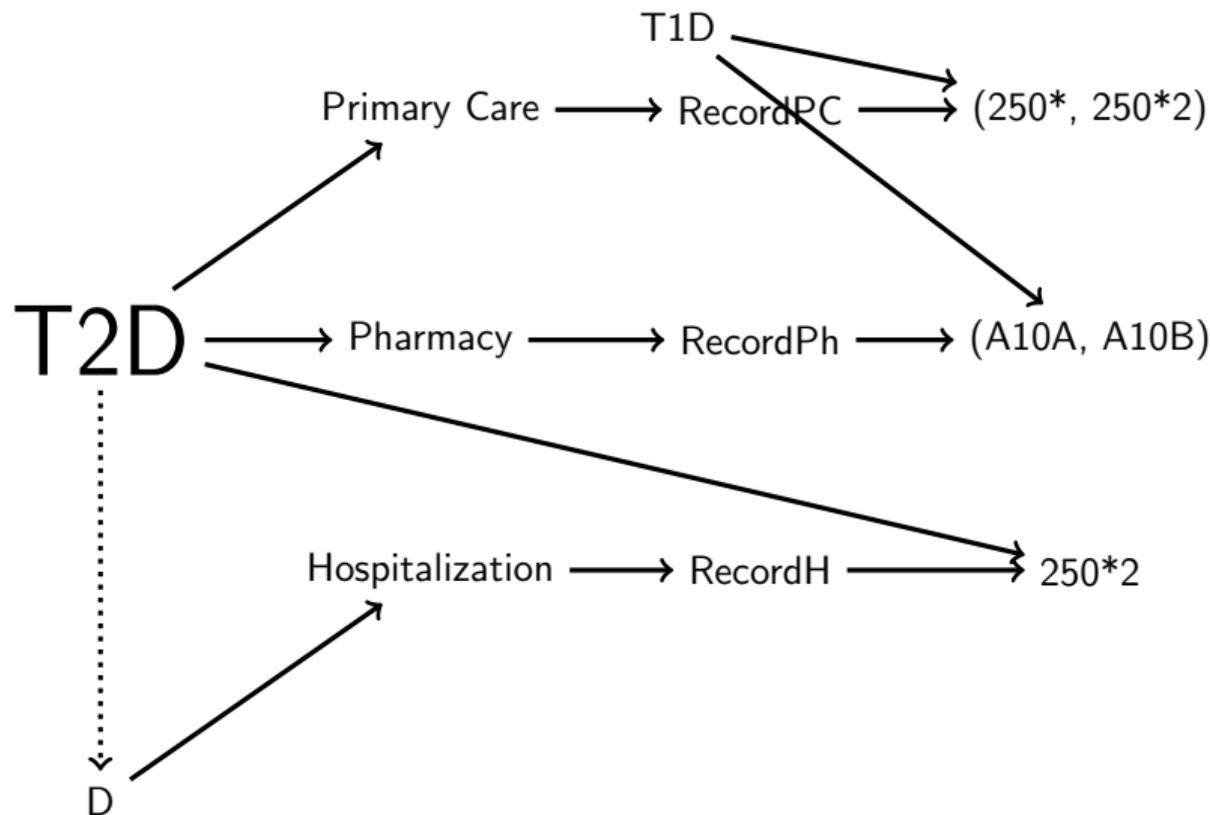 T1D
Primary Care RecordPC (250*, 250*2)
T2D Pharmacy RecordPh (A10A, A10B)
Hospitalization RecordH 250*2
D